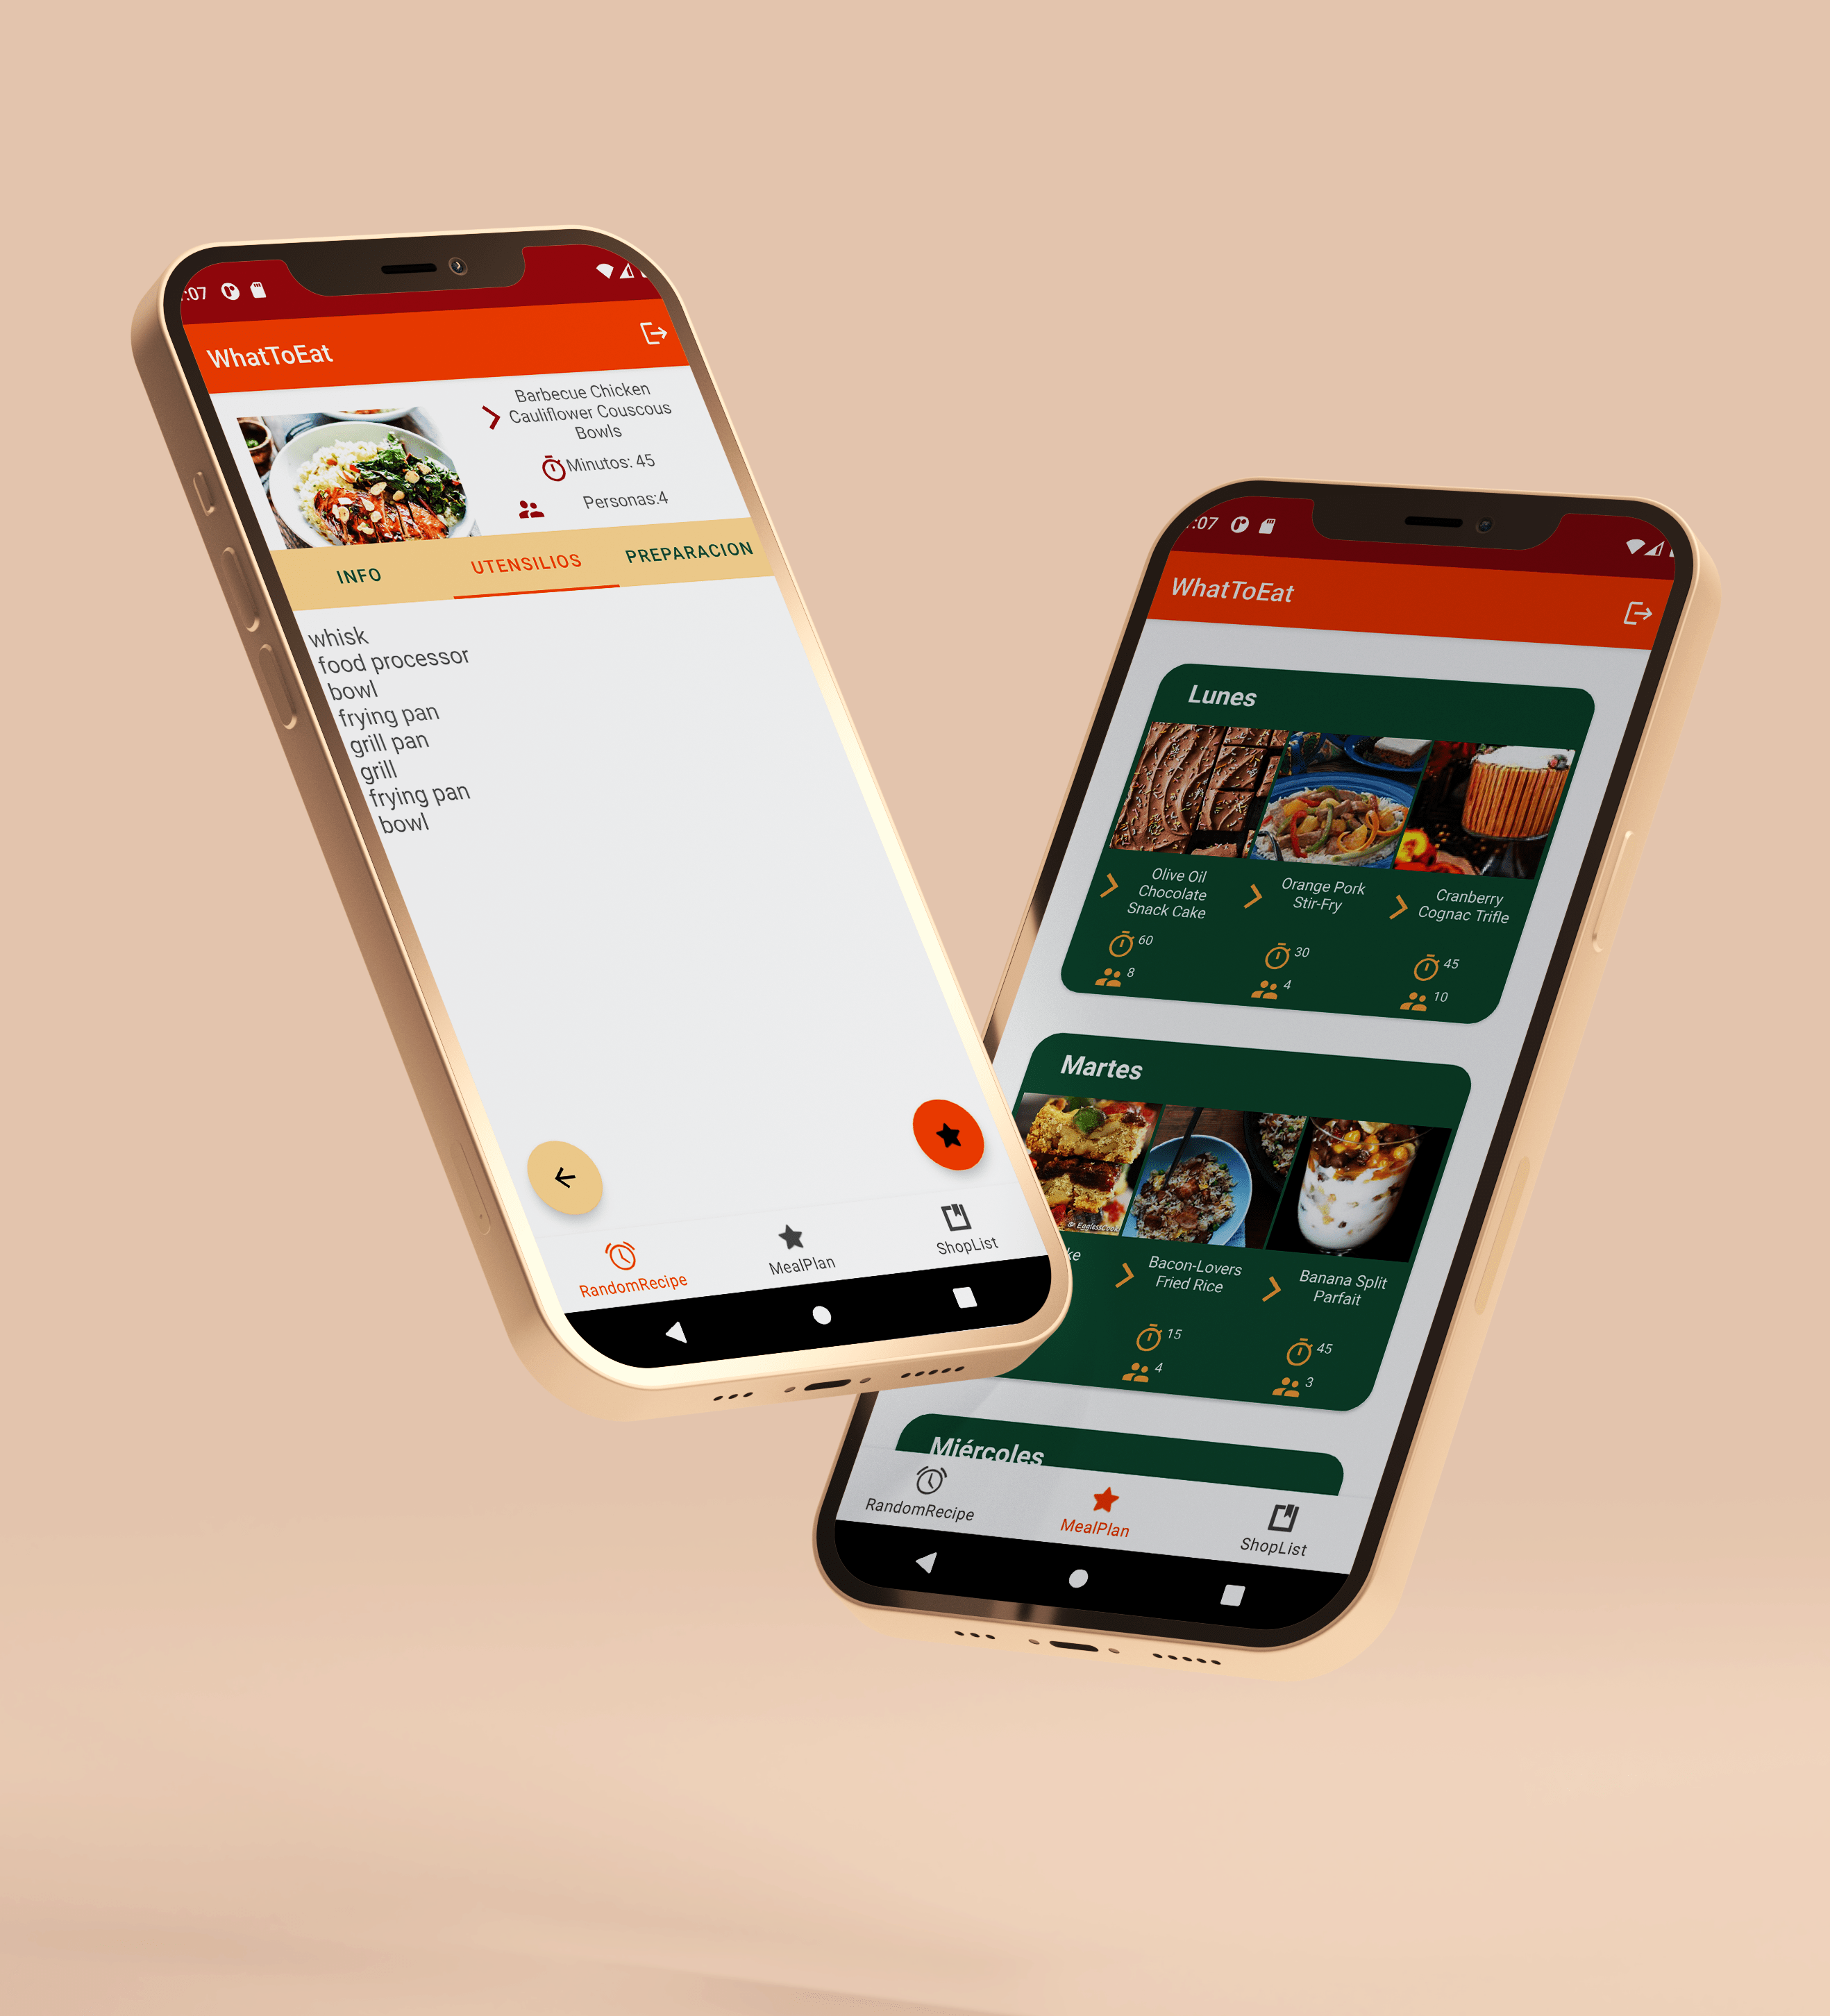 :07
WhatToEat
Barbecue Chicken
Cauliflower Couscous
Bowls
Minutos: 45
Personas:4
INFO
UTENSILIOS
PREPARACION
whisk
food processor
bowl
frying pan
grill pan
grill
frying pan
bowl
RandomRecipe
MealPlan
ShopList
:07
WhatToEat
Lunes
Olive Oil
Chocolate
Snack Cake
60
8
Orange Pork
Stir-Fry
30
4
Cranberry
Cognac Trifle
45
10
Martes
ke
Bacon-Lovers
Fried Rice
15
4
Banana Split
Parfait
45
3
Miércoles
RandomRecipe
MealPlan
ShopList